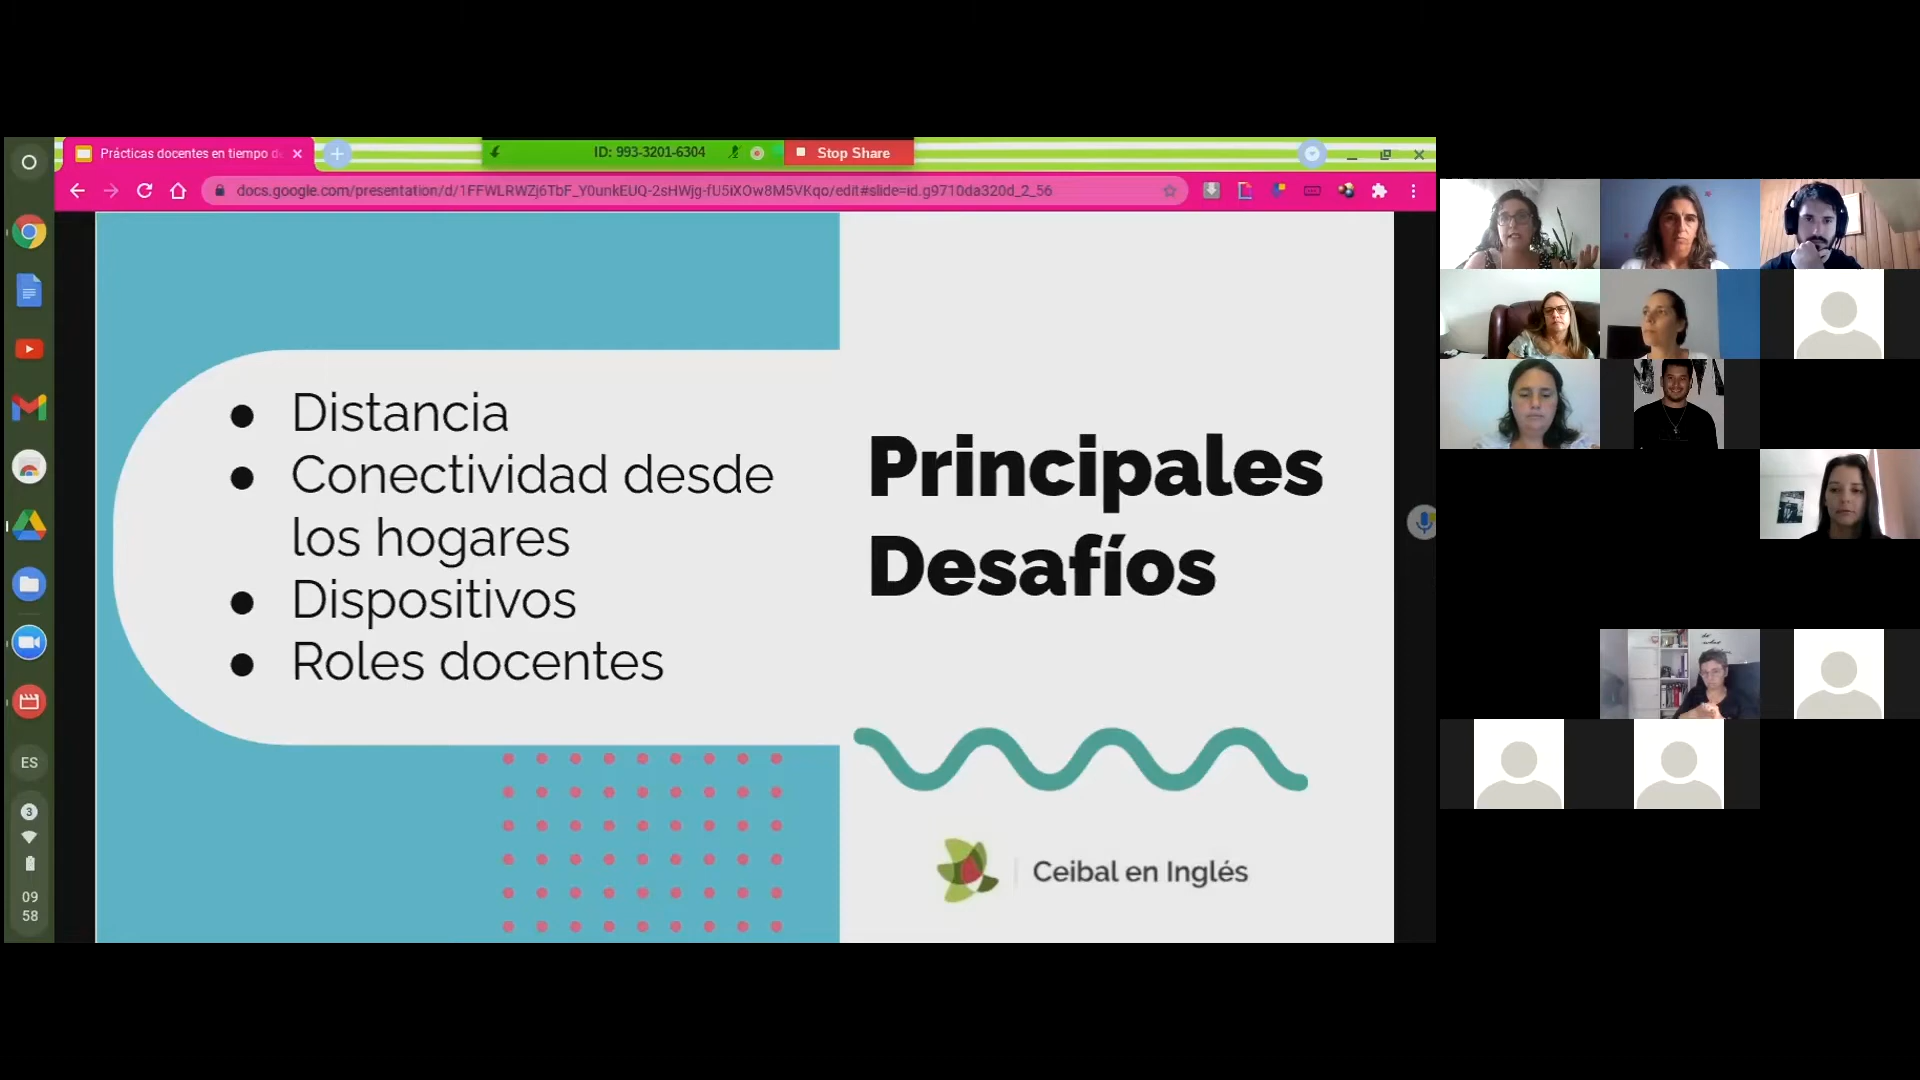 Prácticas docentes en tiempo d
ID: 993-3201-6304
Stop Share
docs.google.com/presentation/d/1FFWLRWZj6TbF_Y0unkEUQ-2sHWjg-fU5iXOw8M5VKqo/edit#slide=id.g9710da320d_2_56
● Distancia
● Conectividad desde
los hogares
● Dispositivos
● Roles docentes
Principales
Desafíos
Ceibal en Inglés
ES
3
09
58